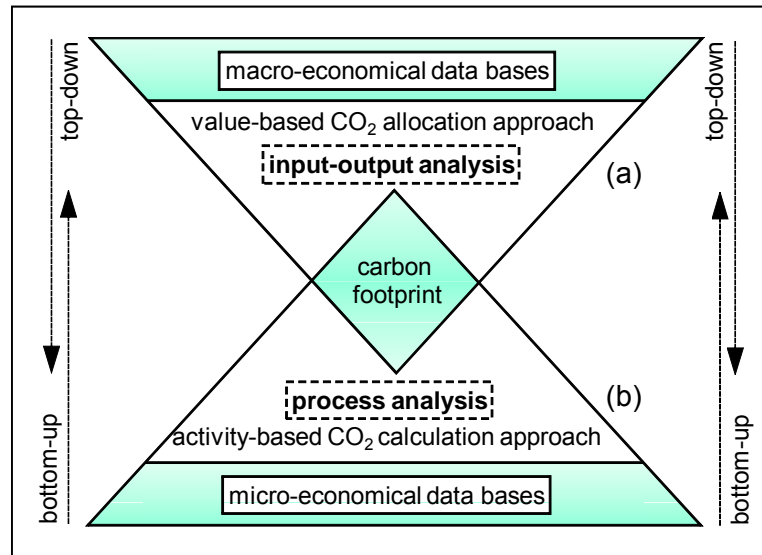 macro-economical data bases
top-down
top-down
value-based CO₂ allocation approach
input-output analysis
(a)
carbon
footprint
(b)
process analysis
activity-based CO₂ calculation approach
bottom-up
bottom-up
micro-economical data bases